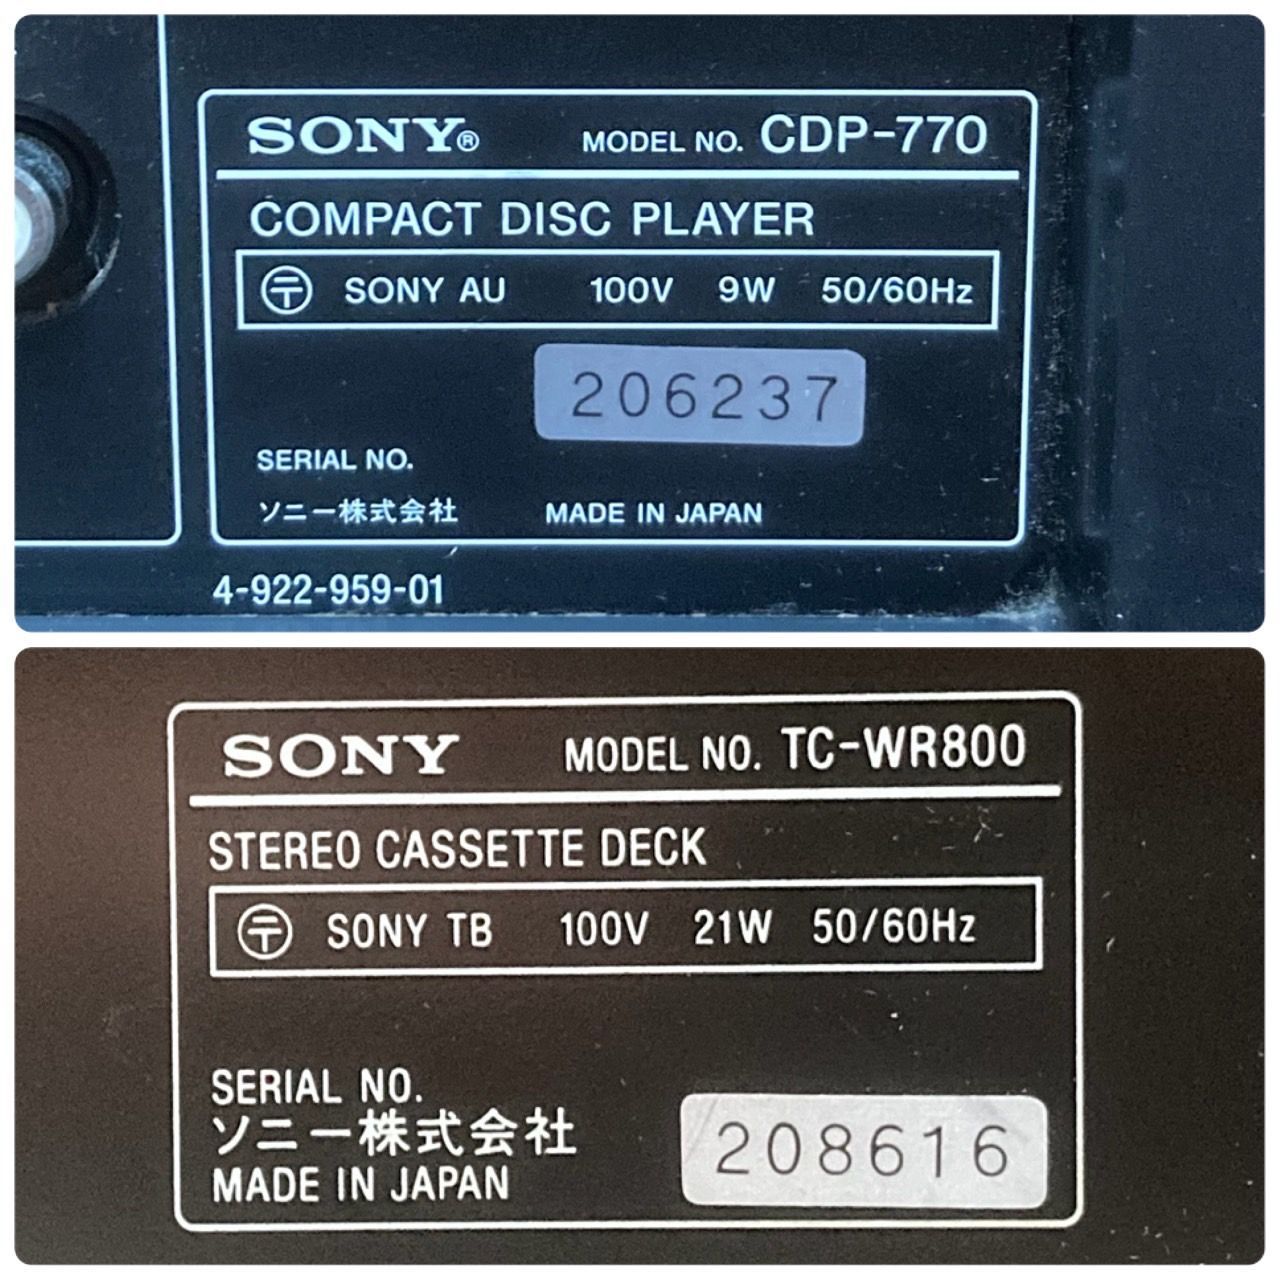 SONY® MODEL NO. CDP-770
COMPACT DISC PLAYER
〶 SONY AU 100V 9W 50/60Hz
206237
SERIAL NO.
ソニー株式会社 MADE IN JAPAN
4-922-959-01
SONY MODEL NO. TC-WR800
STEREO CASSETTE DECK
〶 SONY TB 100V 21W 50/60Hz
SERIAL NO.
ソニー株式会社
208616
MADE IN JAPAN